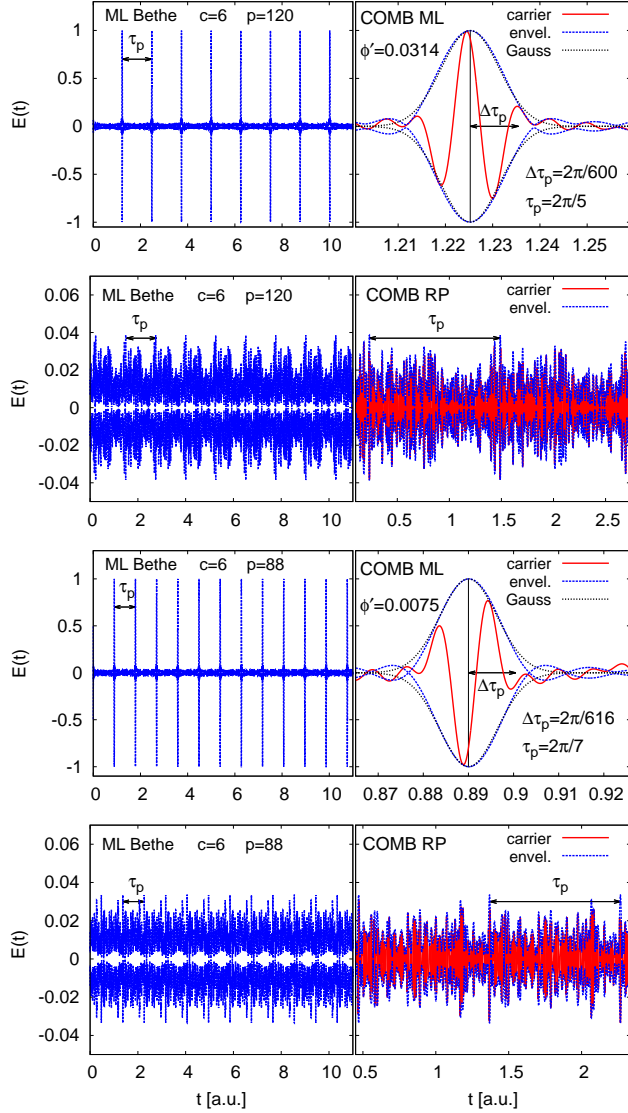 ML Bethe c=6 p=120
τp
E(t)
1
0.5
0
-0.5
-1
0 2 4 6 8 10
COMB ML
carrier
envel.
Gauss
ϕ′=0.0314
Δτp
Δτp=2π/600
τp=2π/5
1.21 1.22 1.23 1.24 1.25
ML Bethe c=6 p=120
τp
E(t)
0.06
0.04
0.02
0
-0.02
-0.04
0 2 4 6 8 10
COMB RP
carrier
envel.
τp
0.5 1 1.5 2 2.5
ML Bethe c=6 p=88
τp
E(t)
1
0.5
0
-0.5
-1
0 2 4 6 8 10
COMB ML
carrier
envel.
Gauss
ϕ′=0.0075
Δτp
Δτp=2π/616
τp=2π/7
0.87 0.88 0.89 0.9 0.91 0.92
ML Bethe c=6 p=88
τp
E(t)
0.06
0.04
0.02
0
-0.02
-0.04
0 2 4 6 8 10
t [a.u.]
COMB RP
carrier
envel.
τp
0.5 1 1.5 2
t [a.u.]